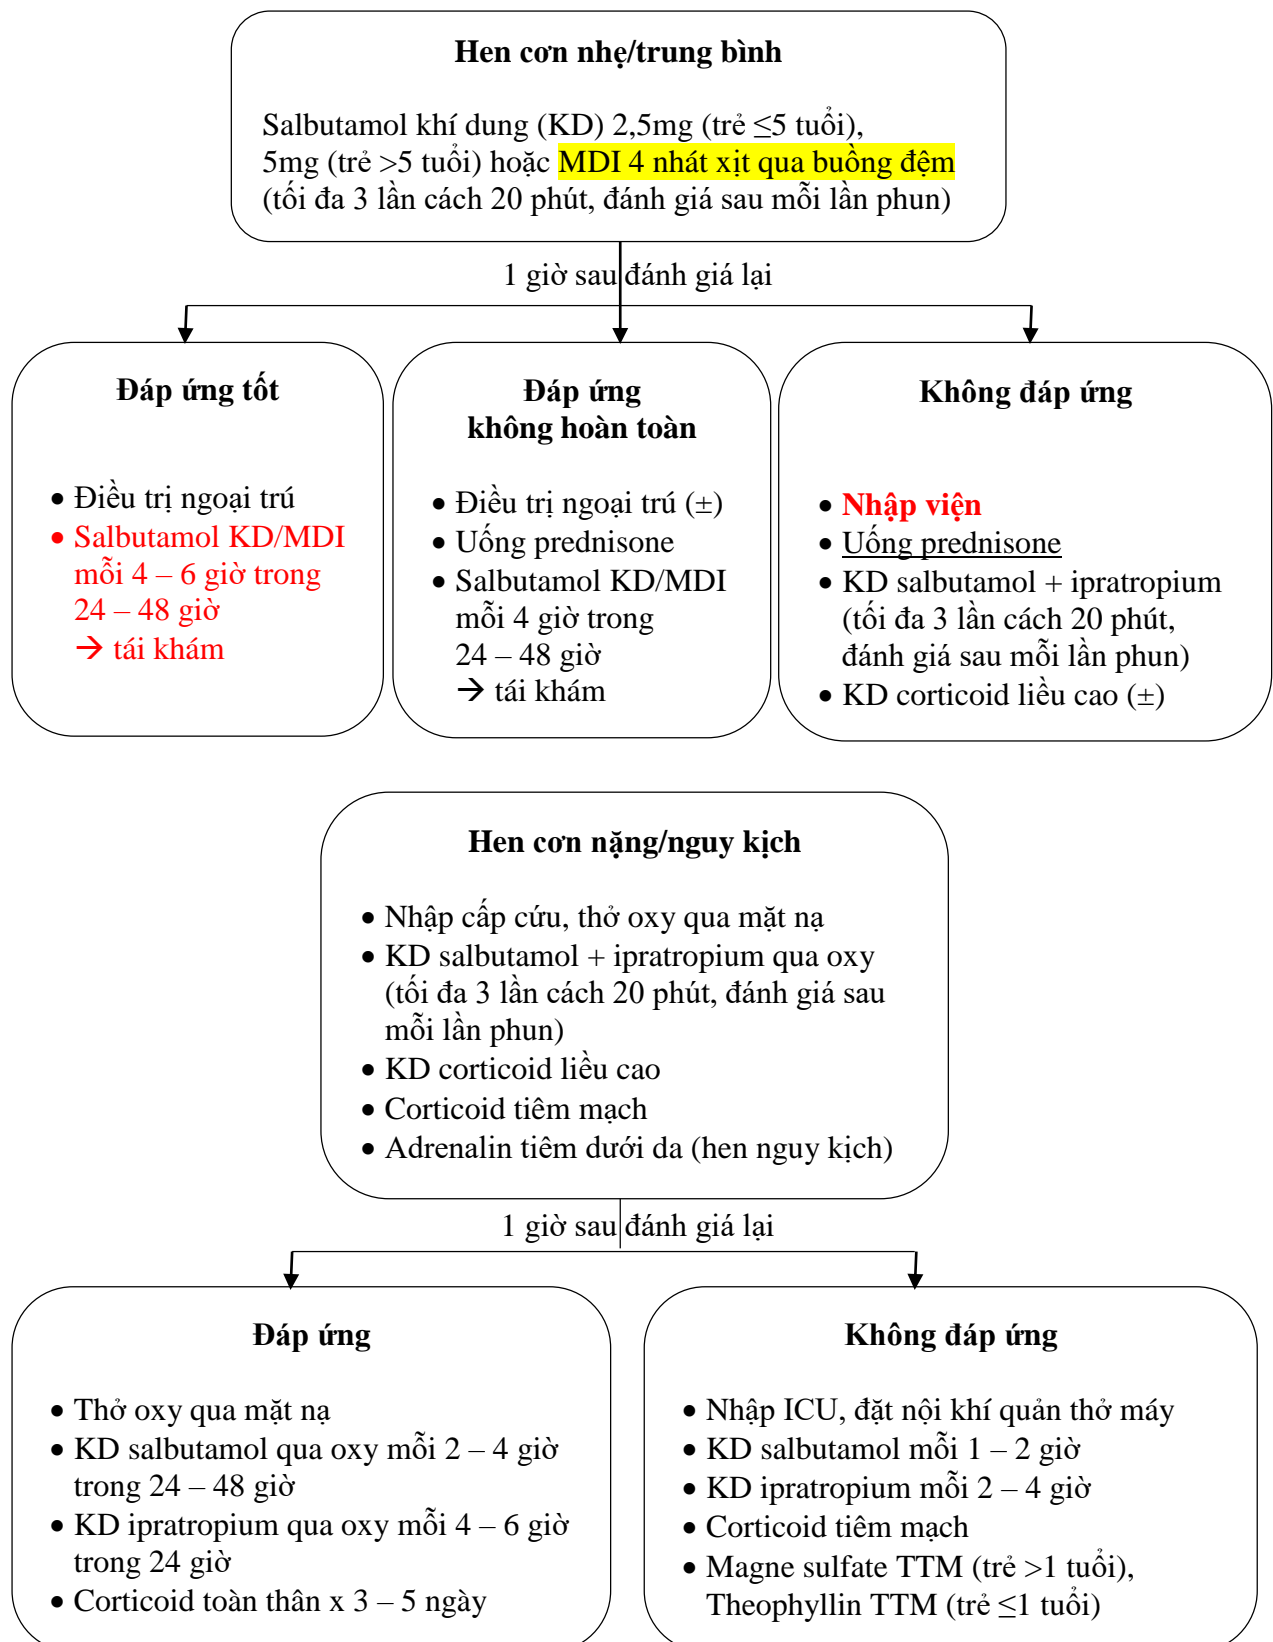 Hen cơn nhẹ/trung bình
Salbutamol khí dung (KD) 2,5mg (trẻ ≤5 tuổi),
5mg (trẻ >5 tuổi) hoặc MDI 4 nhát xịt qua buồng đệm
(tối đa 3 lần cách 20 phút, đánh giá sau mỗi lần phun)
1 giờ sau đánh giá lại
Đáp ứng tốt
• Điều trị ngoại trú
• Salbutamol KD/MDI
mỗi 4 – 6 giờ trong
24 – 48 giờ
→ tái khám
Đáp ứng
không hoàn toàn
• Điều trị ngoại trú (±)
• Uống prednisone
• Salbutamol KD/MDI
mỗi 4 giờ trong
24 – 48 giờ
→ tái khám
Không đáp ứng
• Nhập viện
• Uống prednisone
• KD salbutamol + ipratropium
(tối đa 3 lần cách 20 phút,
đánh giá sau mỗi lần phun)
• KD corticoid liều cao (±)
Hen cơn nặng/nguy kịch
• Nhập cấp cứu, thở oxy qua mặt nạ
• KD salbutamol + ipratropium qua oxy
(tối đa 3 lần cách 20 phút, đánh giá sau
mỗi lần phun)
• KD corticoid liều cao
• Corticoid tiêm mạch
• Adrenalin tiêm dưới da (hen nguy kịch)
1 giờ sau đánh giá lại
Đáp ứng
• Thở oxy qua mặt nạ
• KD salbutamol qua oxy mỗi 2 – 4 giờ
trong 24 – 48 giờ
• KD ipratropium qua oxy mỗi 4 – 6 giờ
trong 24 giờ
• Corticoid toàn thân x 3 – 5 ngày
Không đáp ứng
• Nhập ICU, đặt nội khí quản thở máy
• KD salbutamol mỗi 1 – 2 giờ
• KD ipratropium mỗi 2 – 4 giờ
• Corticoid tiêm mạch
• Magne sulfate TTM (trẻ >1 tuổi),
Theophyllin TTM (trẻ ≤1 tuổi)